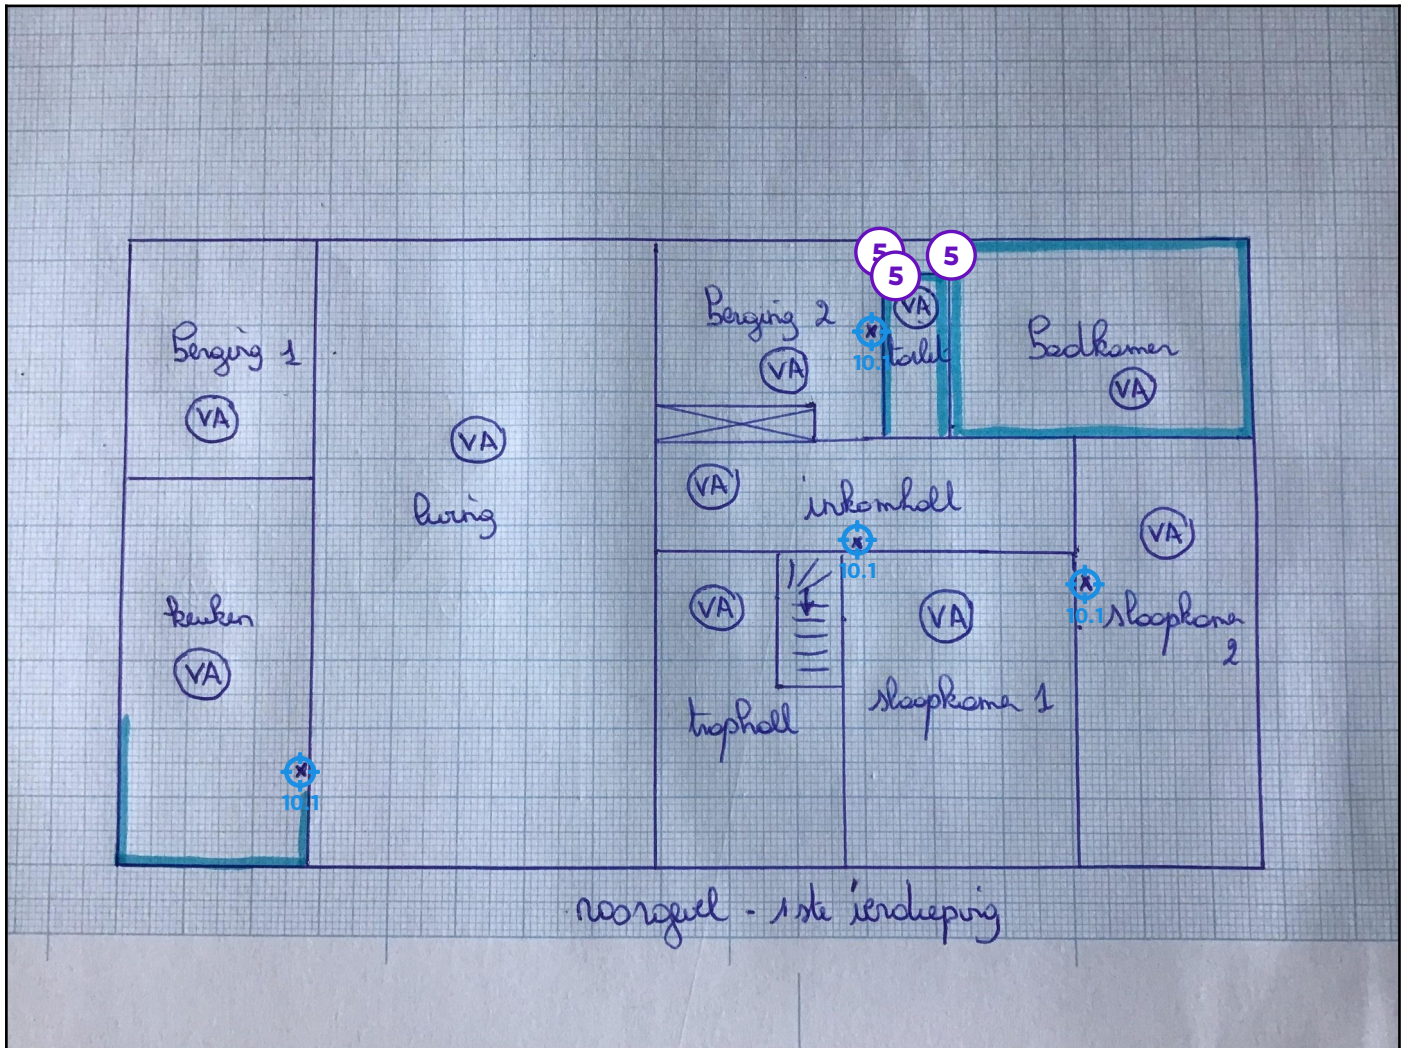 5
5
5
VA
Berging 2
Berging 1
10.1
toilet
Badkamer
VA
VA
VA
VA
living
VA
inkomhall
VA
10.1
keuken
VA
VA
10.1
slaapkamer
2
VA
traphall
slaapkamer 1
10.1
voorgevel - 1ste verdieping